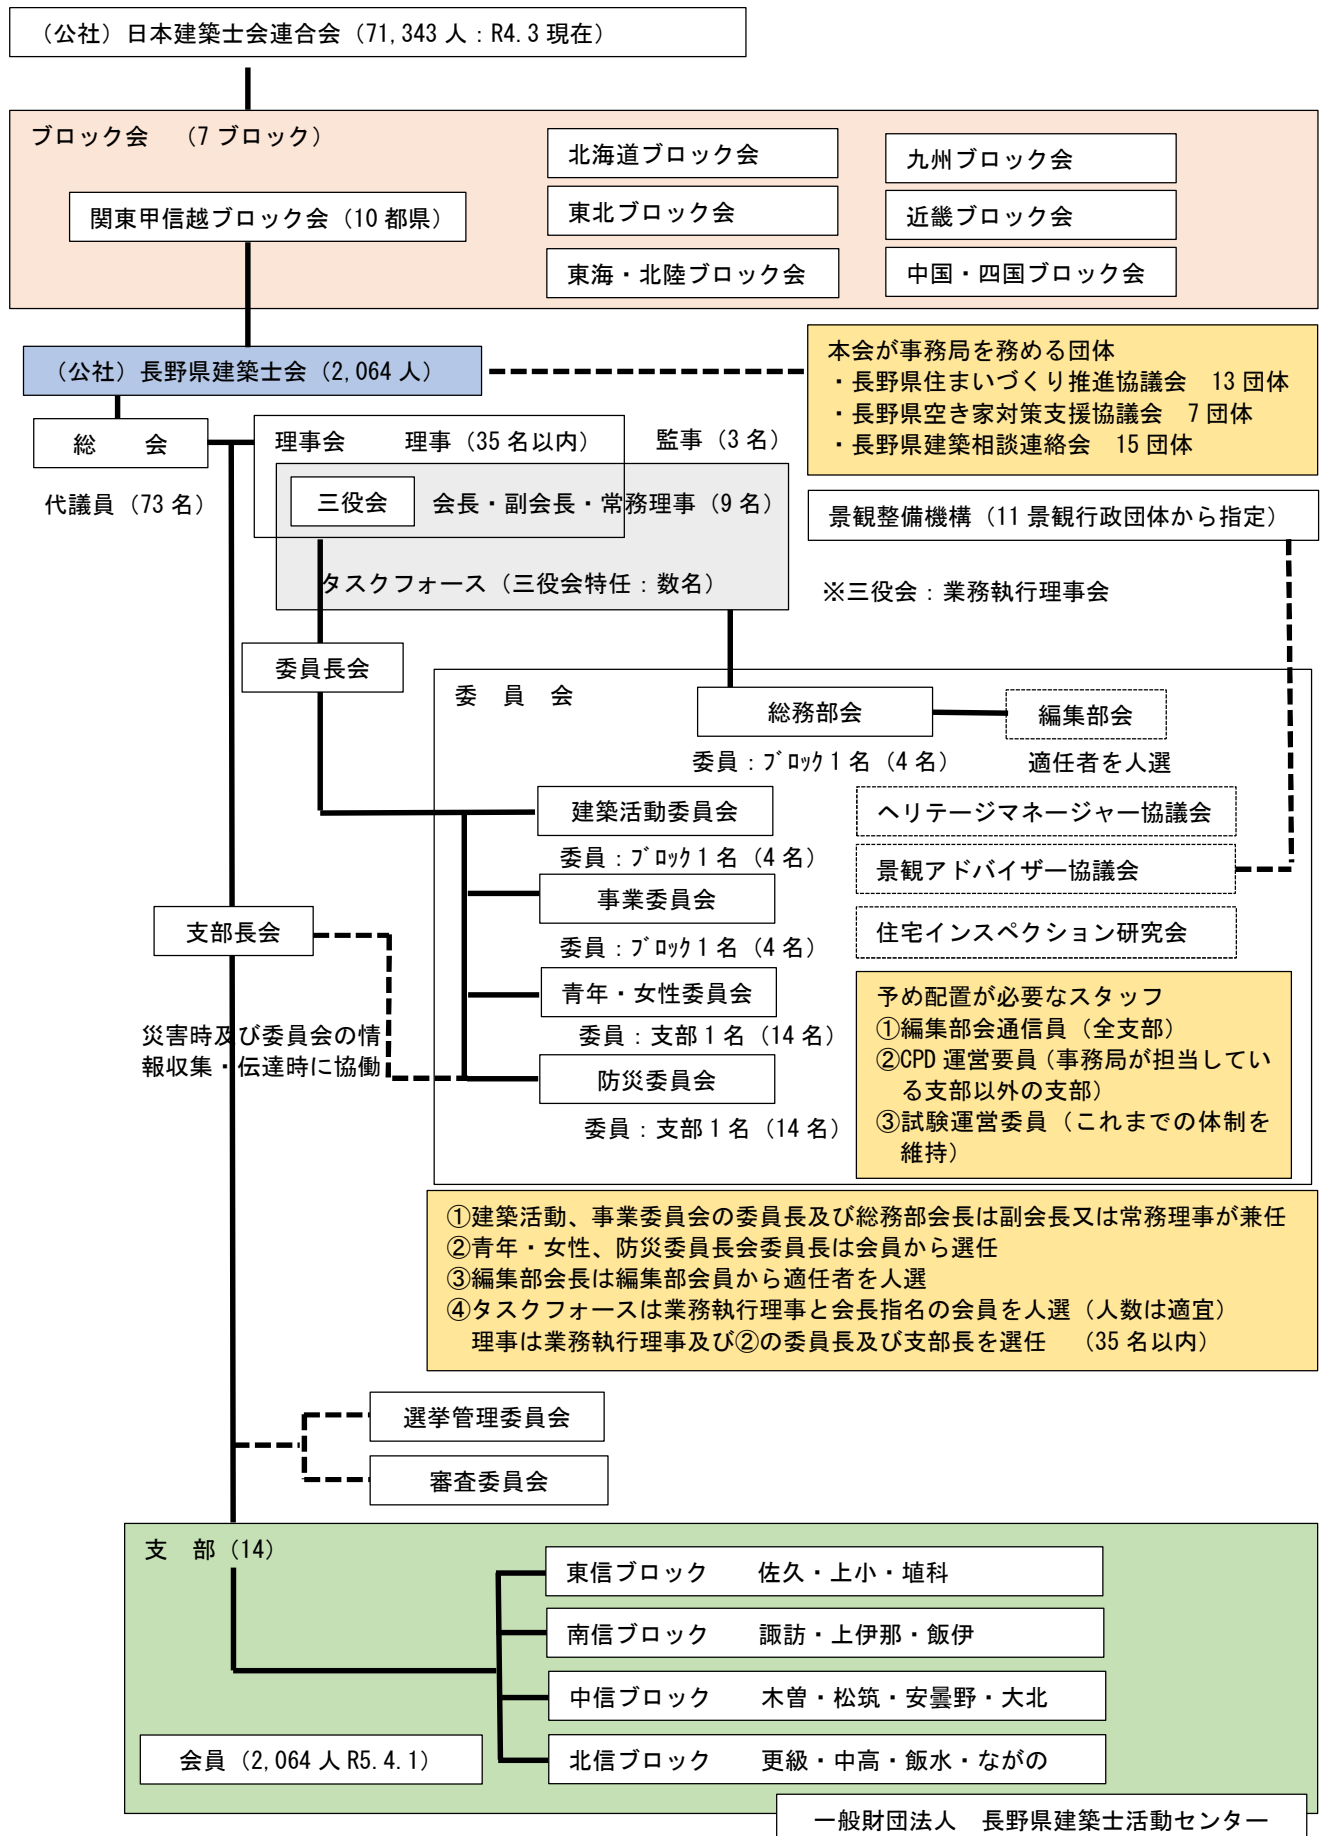 （公社）日本建築士会連合会（71,343 人：R4.3 現在）
ブロック会　（7 ブロック）
北海道ブロック会
九州ブロック会
関東甲信越ブロック会（10 都県）
東北ブロック会
近畿ブロック会
東海・北陸ブロック会
中国・四国ブロック会
（公社）長野県建築士会（2,064 人）
本会が事務局を務める団体
・長野県住まいづくり推進協議会　13 団体
・長野県空き家対策支援協議会　7 団体
・長野県建築相談連絡会　15 団体
総　会
理事会　理事（35 名以内）
監事（3 名）
代議員（73 名）
三役会
会長・副会長・常務理事（9 名）
景観整備機構（11 景観行政団体から指定）
タスクフォース（三役会特任：数名）
※三役会：業務執行理事会
委員長会
委　員　会
総務部会
編集部会
委員：ﾌﾞﾛｯｸ 1 名（4 名）
適任者を人選
建築活動委員会
ヘリテージマネージャー協議会
委員：ﾌﾞﾛｯｸ 1 名（4 名）
景観アドバイザー協議会
事業委員会
支部長会
住宅インスペクション研究会
委員：ﾌﾞﾛｯｸ 1 名（4 名）
青年・女性委員会
委員：支部 1 名（14 名）
災害時及び委員会の情
報収集・伝達時に協働
防災委員会
委員：支部 1 名（14 名）
予め配置が必要なスタッフ
①編集部会通信員（全支部）
②CPD 運営要員（事務局が担当してい
る支部以外の支部）
③試験運営委員（これまでの体制を
維持）
①建築活動、事業委員会の委員長及び総務部会長は副会長又は常務理事が兼任
②青年・女性、防災委員長会委員長は会員から選任
③編集部会長は編集部会員から適任者を人選
④タスクフォースは業務執行理事と会長指名の会員を人選（人数は適宜）
理事は業務執行理事及び②の委員長及び支部長を選任　（35 名以内）
選挙管理委員会
審査委員会
支　部（14）
東信ブロック　佐久・上小・埴科
南信ブロック　諏訪・上伊那・飯伊
中信ブロック　木曽・松筑・安曇野・大北
会員（2,064 人 R5.4.1）
北信ブロック　更級・中高・飯水・ながの
一般財団法人　長野県建築士活動センター